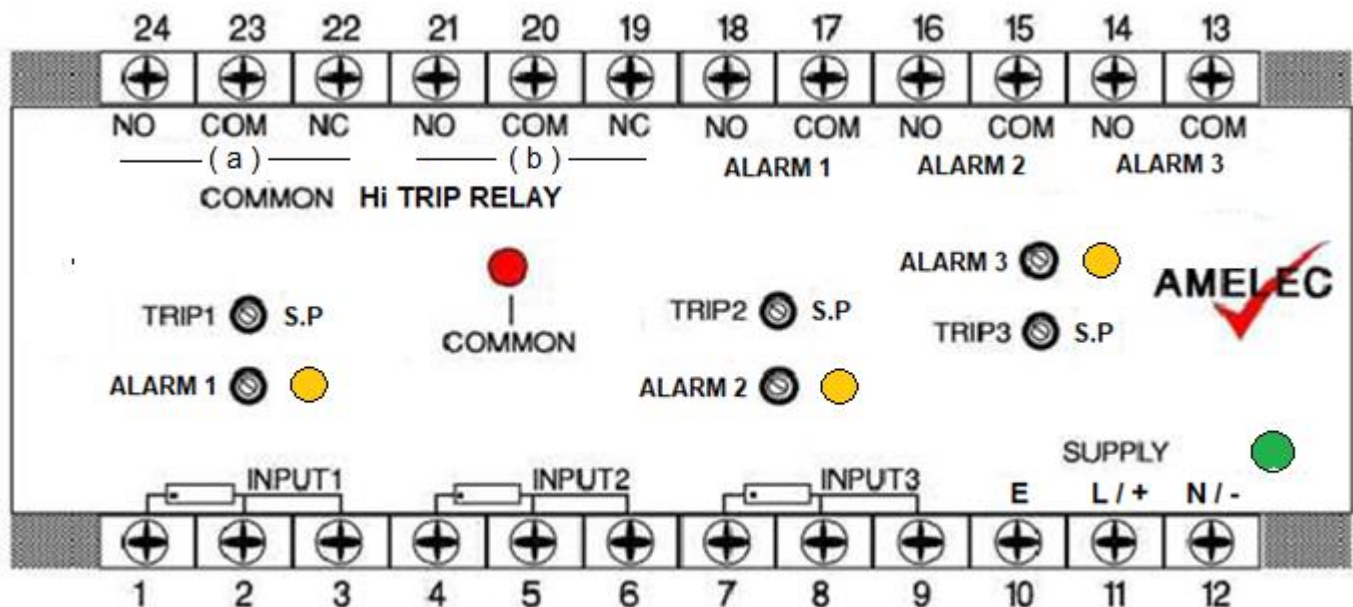 24 23 22 21 20 19 18 17 16 15 14 13
NO COM NC NO COM NC NO COM NO COM NO COM
( a ) ( b ) ALARM 1 ALARM 2 ALARM 3
COMMON Hi TRIP RELAY
ALARM 3
AMELEC
TRIP1 S.P TRIP2 S.P TRIP3 S.P
COMMON
ALARM 1 ALARM 2
SUPPLY
INPUT1 INPUT2 INPUT3
E L / + N / -
1 2 3 4 5 6 7 8 9 10 11 12